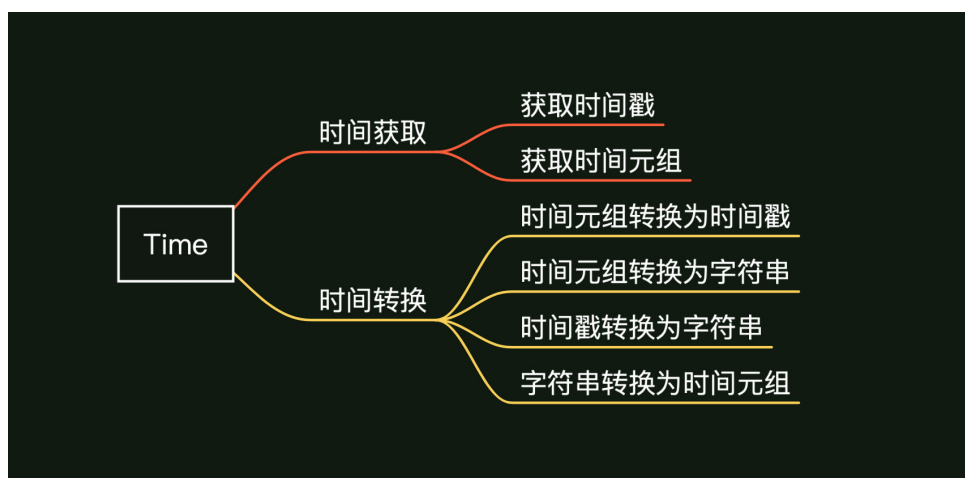 Time
时间获取
获取时间戳
获取时间元组
时间转换
时间元组转换为时间戳
时间元组转换为字符串
时间戳转换为字符串
字符串转换为时间元组